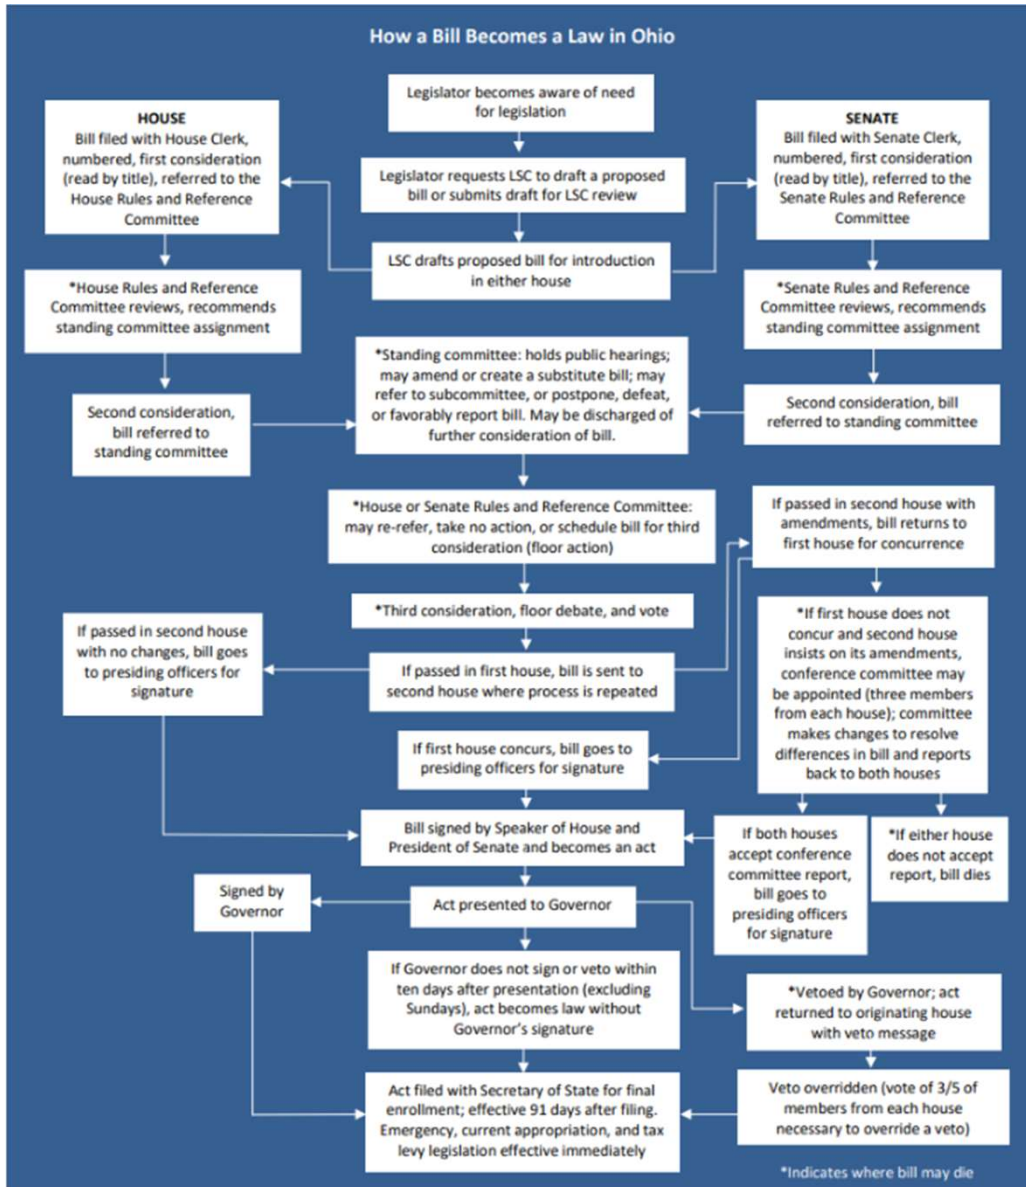 How a Bill Becomes a Law in Ohio
Legislator becomes aware of need
for legislation
HOUSE
Bill filed with House Clerk,
numbered, first consideration
(read by title), referred to the
House Rules and Reference
Committee
Legislator requests LSC to draft a proposed
bill or submits draft for LSC review
SENATE
Bill filed with Senate Clerk,
numbered, first consideration
(read by title), referred to the
Senate Rules and Reference
Committee
LSC drafts proposed bill for introduction
in either house
*House Rules and Reference
Committee reviews, recommends
standing committee assignment
*Senate Rules and Reference
Committee reviews, recommends
standing committee assignment
Second consideration,
bill referred to
standing committee
*Standing committee: holds public hearings;
may amend or create a substitute bill; may
refer to subcommittee, or postpone, defeat,
or favorably report bill. May be discharged of
further consideration of bill.
Second consideration, bill
referred to standing committee
*House or Senate Rules and Reference Committee:
may re-refer, take no action, or schedule bill for third
consideration (floor action)
If passed in second house with
amendments, bill returns to
first house for concurrence
*Third consideration, floor debate, and vote
If passed in second house
with no changes, bill goes
to presiding officers for
signature
If passed in first house, bill is sent to
second house where process is repeated
*If first house does not
concur and second house
insists on its amendments,
conference committee may
be appointed (three members
from each house); committee
makes changes to resolve
differences in bill and reports
back to both houses
If first house concurs, bill goes to
presiding officers for signature
Bill signed by Speaker of House and
President of Senate and becomes an act
If both houses
accept conference
committee report,
bill goes to
presiding officers
for signature
*If either house
does not accept
report, bill dies
Signed by
Governor
Act presented to Governor
If Governor does not sign or veto within
ten days after presentation (excluding
Sundays), act becomes law without
Governor's signature
*Vetoed by Governor; act
returned to originating house
with veto message
Act filed with Secretary of State for final
enrollment; effective 91 days after filing.
Emergency, current appropriation, and tax
levy legislation effective immediately
Veto overridden (vote of 3/5 of
members from each house
necessary to override a veto)
*Indicates where bill may die